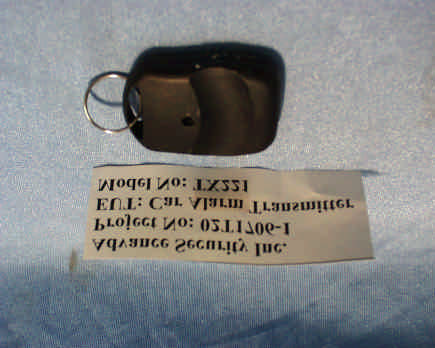 Advance Security Inc.
Project No: 02T1706-1
EUT: Car Alarm Transmitter
Model No: TX221